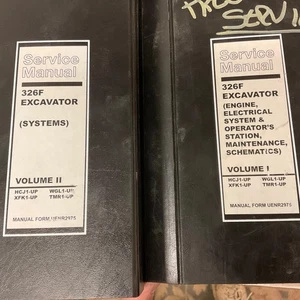 Service
Manual
326F
EXCAVATOR
(SYSTEMS)
VOLUME II
HCJ1-UP WGL1-UP
XFK1-UP TMR1-UP
MANUAL FORM UENR2975
SERVI
Service
Manual
326F
EXCAVATOR
(ENGINE,
ELECTRICAL
SYSTEM &
OPERATOR'S
STATION,
MAINTENANCE,
SCHEMATICS)
VOLUME I
HCJ1-UP WGL1-UP
XFK1-UP TMR1-UP
MANUAL FORM UENR2975